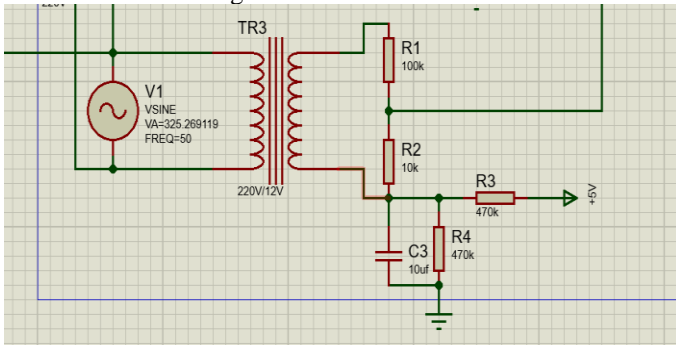 TR3
R1
100k
V1
VSINE
VA=325.269119
FREQ=50
R2
10k
220V/12V
R3
470k
+5V
C3
10uf
R4
470k